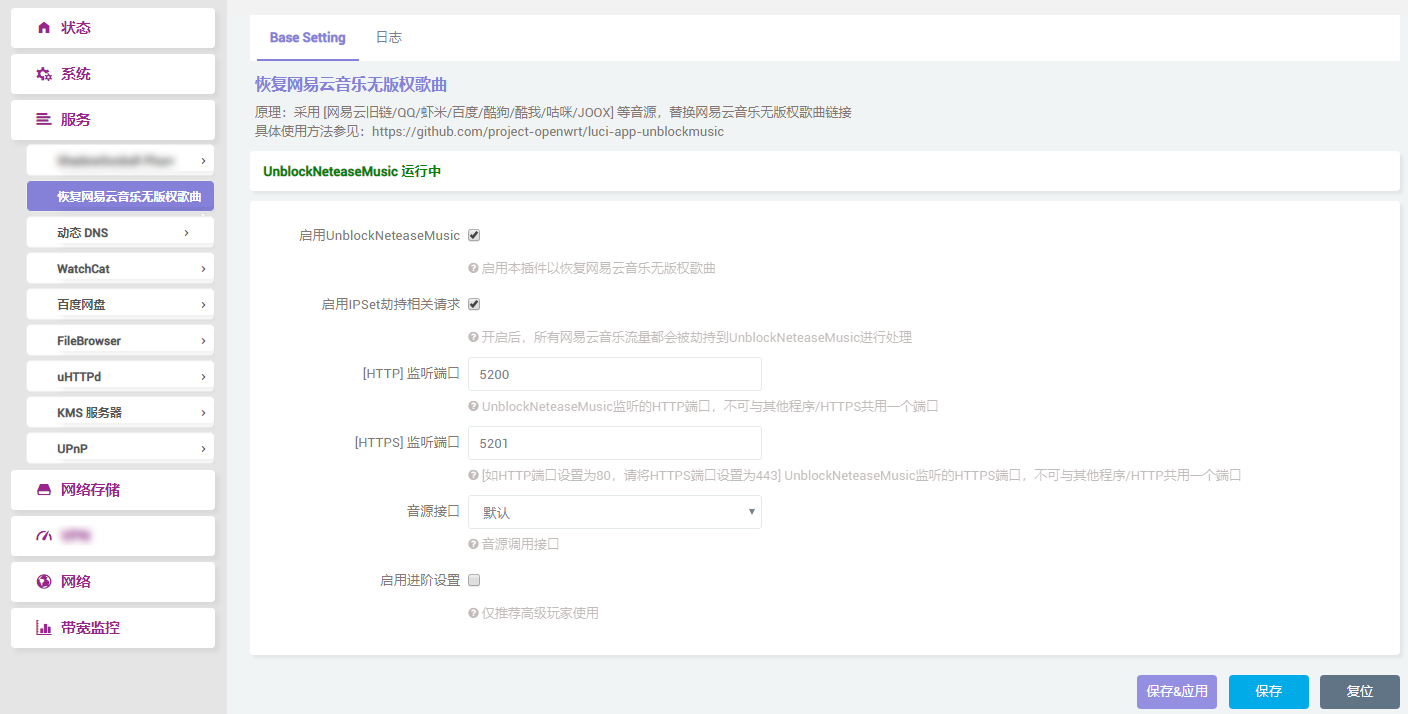 状态
系统
服务
恢复网易云音乐无版权歌曲
动态 DNS
WatchCat
百度网盘
FileBrowser
uHTTPd
KMS 服务器
UPnP
网络存储
网络
带宽监控
Base Setting
日志
恢复网易云音乐无版权歌曲
原理：采用 [网易云旧链/QQ/虾米/百度/酷狗/酷我/咕咪/JOOX] 等音源，替换网易云音乐无版权歌曲链接
具体使用方法参见：https://github.com/project-openwrt/luci-app-unblockmusic
UnblockNeteaseMusic 运行中
启用UnblockNeteaseMusic
启用本插件以恢复网易云音乐无版权歌曲
启用IPSet劫持相关请求
开启后，所有网易云音乐流量都会被劫持到UnblockNeteaseMusic进行处理
[HTTP] 监听端口
5200
UnblockNeteaseMusic监听的HTTP端口，不可与其他程序/HTTPS共用一个端口
[HTTPS] 监听端口
5201
[如HTTP端口设置为80，请将HTTPS端口设置为443] UnblockNeteaseMusic监听的HTTPS端口，不可与其他程序/HTTP共用一个端口
音源接口
默认
音源调用接口
启用进阶设置
仅推荐高级玩家使用
保存&应用
保存
复位